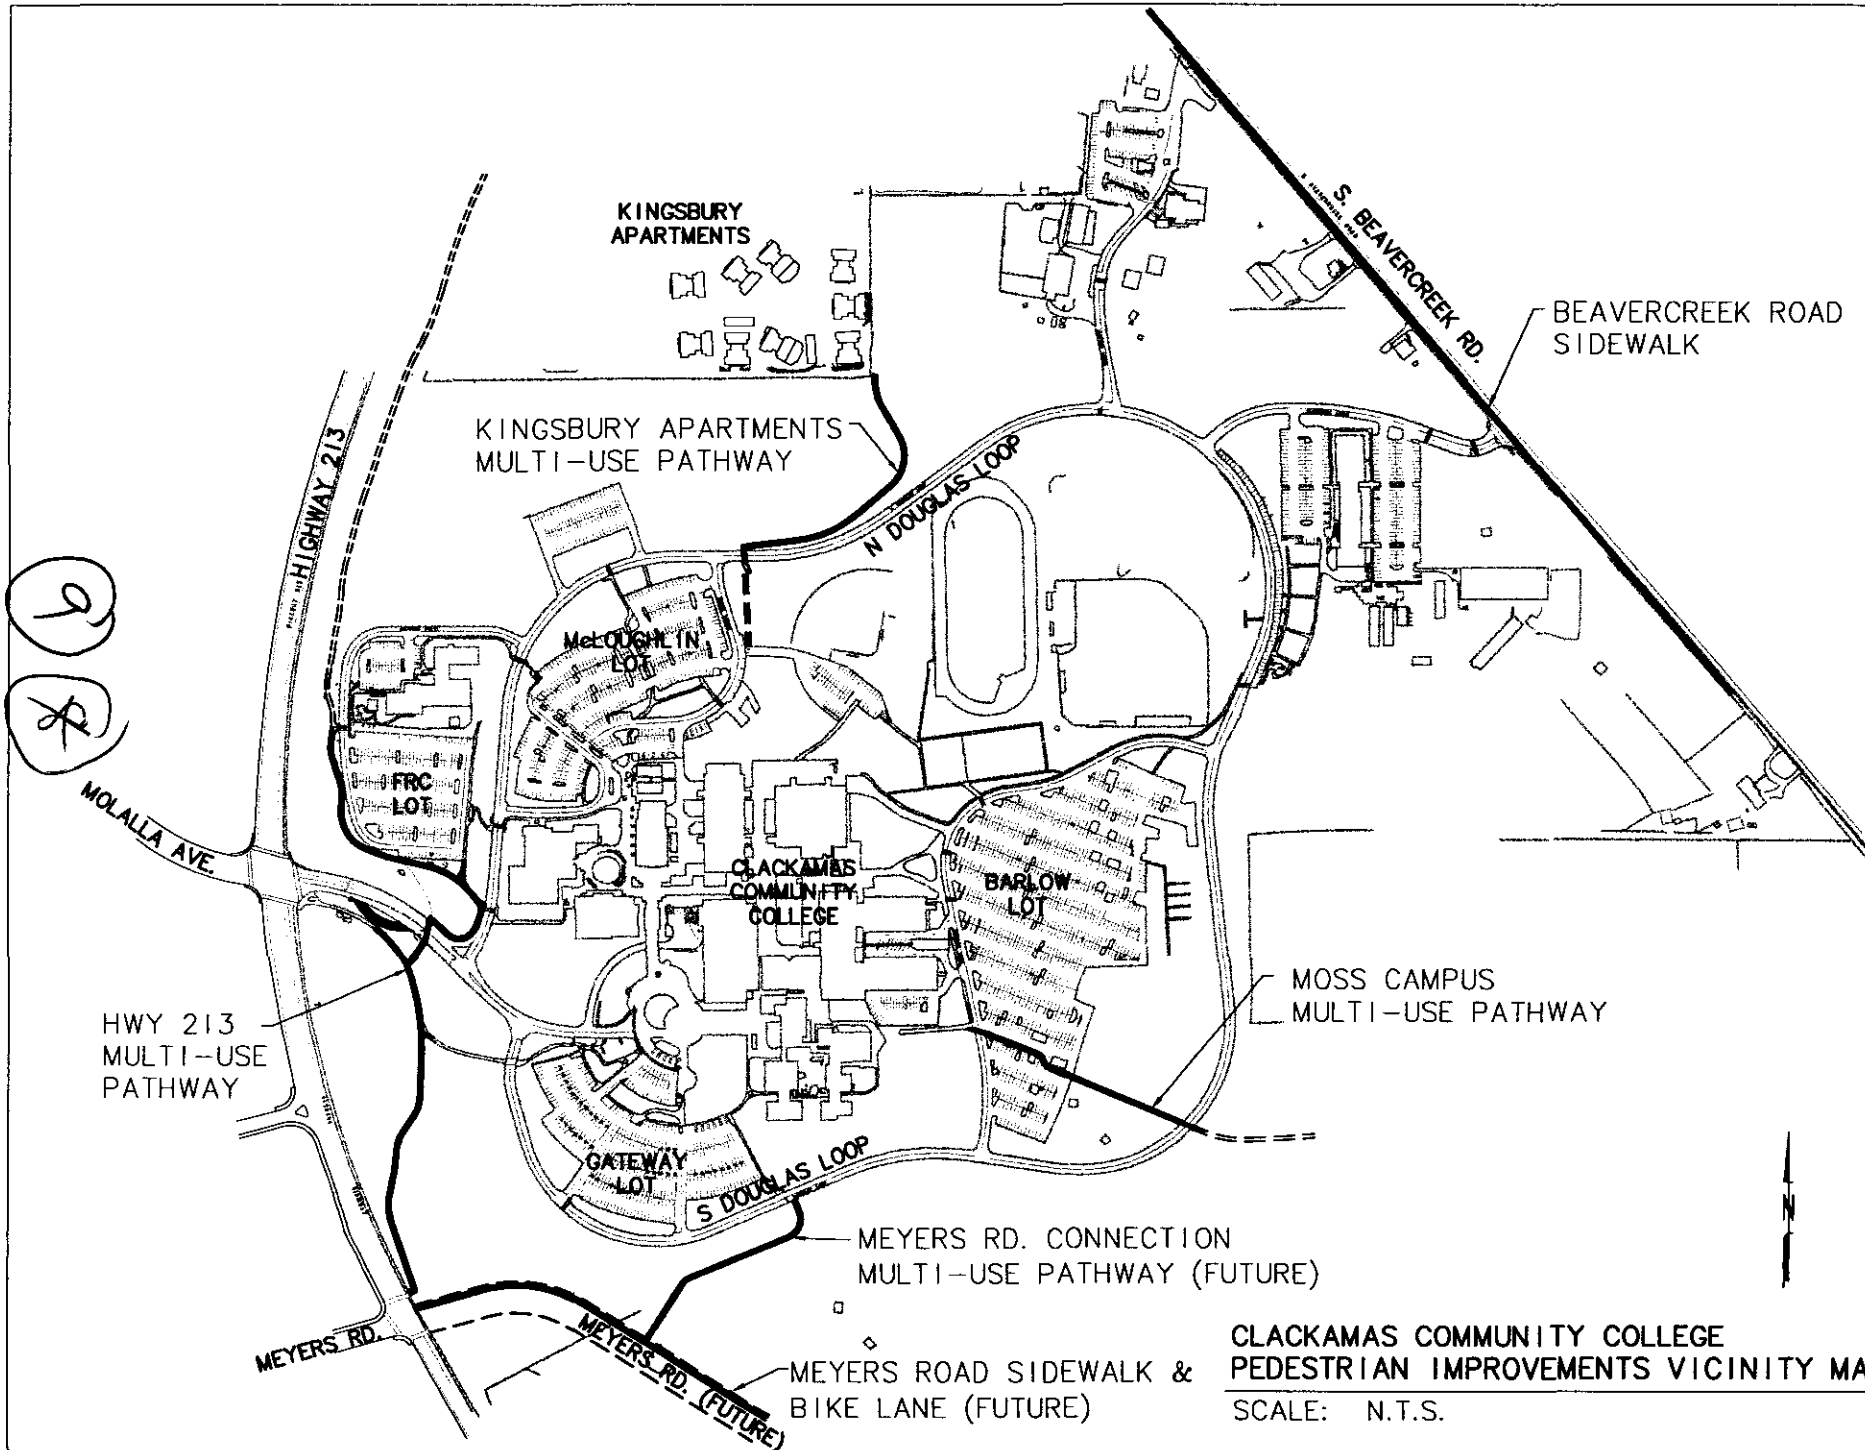 KINGSBURY
APARTMENTS
S. BEAVERCREEK RD.
BEAVERCREEK ROAD
SIDEWALK
KINGSBURY APARTMENTS
MULTI-USE PATHWAY
HIGHWAY 213
N DOUGLAS LOOP
9
McLOUGHLIN
LOT
FRC
LOT
MOLALLA AVE.
CLACKAMAS
COMMUNITY
COLLEGE
BARLOW
LOT
MOSS CAMPUS
MULTI-USE PATHWAY
HWY 213
MULTI-USE
PATHWAY
GATEWAY
LOT
S DOUGLAS LOOP
N
MEYERS RD. CONNECTION
MULTI-USE PATHWAY (FUTURE)
MEYERS RD.
MEYERS RD. (FUTURE)
MEYERS ROAD SIDEWALK &
BIKE LANE (FUTURE)
CLACKAMAS COMMUNITY COLLEGE
PEDESTRIAN IMPROVEMENTS VICINITY MA
SCALE: N.T.S.